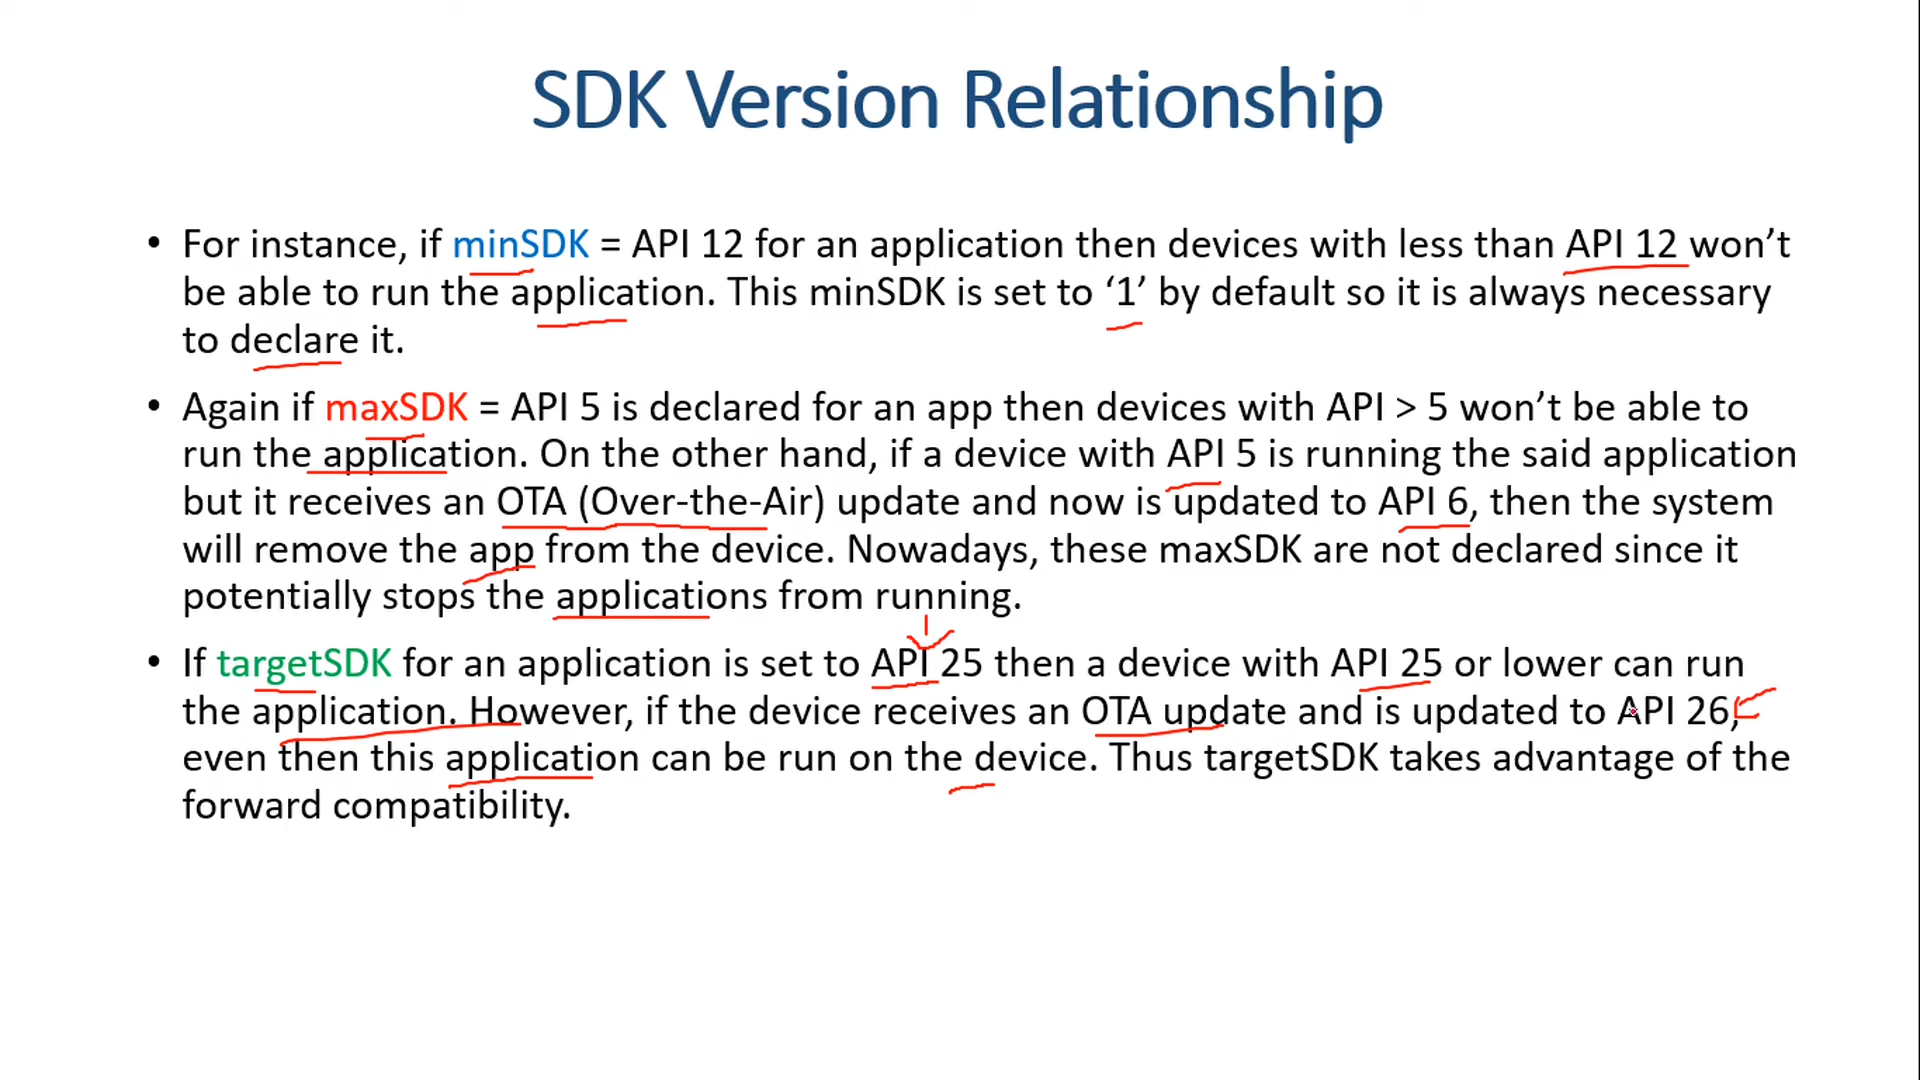 SDK Version Relationship
• For instance, if minSDK = API 12 for an application then devices with less than API 12 won’t
be able to run the application. This minSDK is set to ‘1’ by default so it is always necessary
to declare it.
• Again if maxSDK = API 5 is declared for an app then devices with API > 5 won’t be able to
run the application. On the other hand, if a device with API 5 is running the said application
but it receives an OTA (Over-the-Air) update and now is updated to API 6, then the system
will remove the app from the device. Nowadays, these maxSDK are not declared since it
potentially stops the applications from running.
• If targetSDK for an application is set to API 25 then a device with API 25 or lower can run
the application. However, if the device receives an OTA update and is updated to API 26,
even then this application can be run on the device. Thus targetSDK takes advantage of the
forward compatibility.